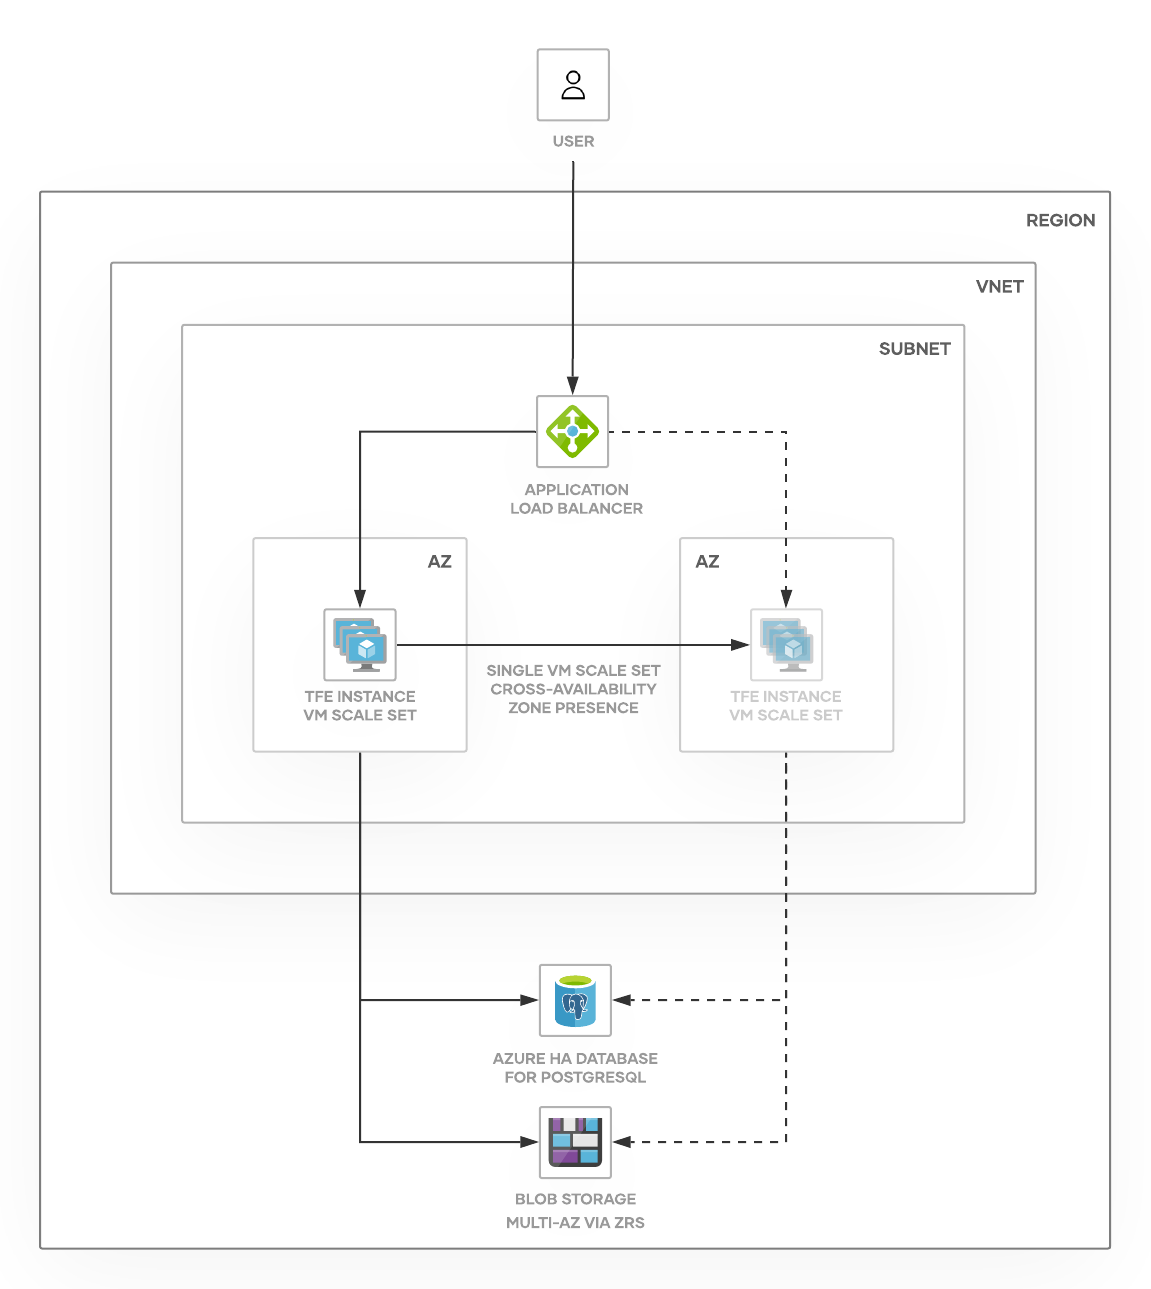 USER
REGION
VNET
SUBNET
APPLICATION
LOAD BALANCER
AZ
AZ
TFE INSTANCE
VM SCALE SET
SINGLE VM SCALE SET
CROSS-AVAILABILITY
ZONE PRESENCE
TFE INSTANCE
VM SCALE SET
AZURE HA DATABASE
FOR POSTGRESQL
BLOB STORAGE
MULTI-AZ VIA ZRS